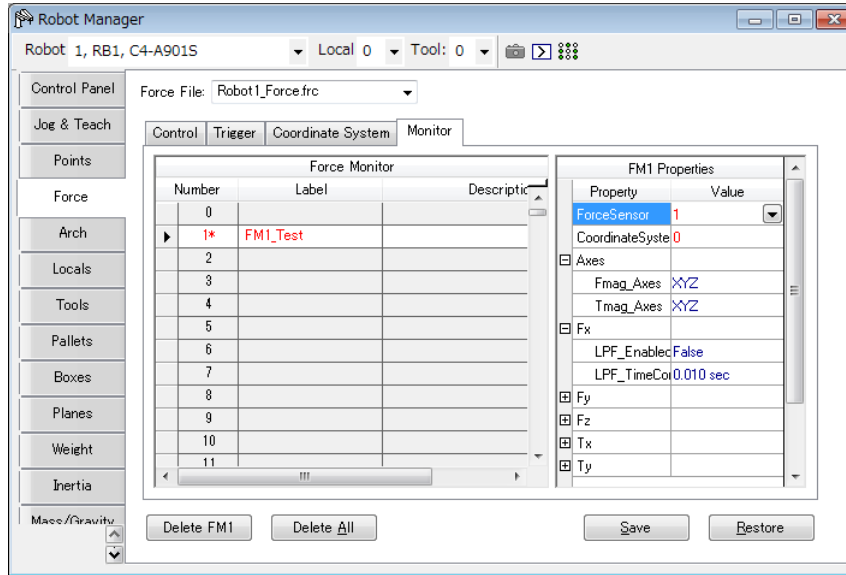 Robot Manager
Robot 1, RB1, C4-A901S Local 0 Tool: 0
Control Panel
Jog & Teach
Points
Force
Arch
Locals
Tools
Pallets
Boxes
Planes
Weight
Inertia
Mass/Gravity
Force File: Robot1_Force.frc
Control Trigger Coordinate System Monitor
Force Monitor
Number Label Descriptic
0
1* FM1_Test
2
3
4
5
6
7
8
9
10
11
FM1 Properties
Property Value
ForceSensor 1
CoordinateSyste 0
Axes
Fmag_Axes XYZ
Tmag_Axes XYZ
Fx
LPF_Enablec False
LPF_TimeCoi 0.010 sec
Fy
Fz
Tx
Ty
Delete FM1 Delete All Save Restore